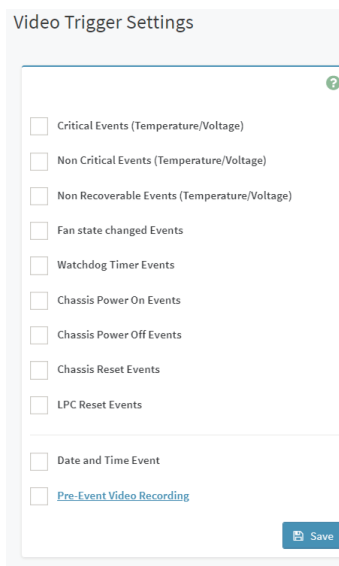 Video Trigger Settings
Critical Events (Temperature/Voltage)
Non Critical Events (Temperature/Voltage)
Non Recoverable Events (Temperature/Voltage)
Fan state changed Events
Watchdog Timer Events
Chassis Power On Events
Chassis Power Off Events
Chassis Reset Events
LPC Reset Events
Date and Time Event
Pre-Event Video Recording
Save